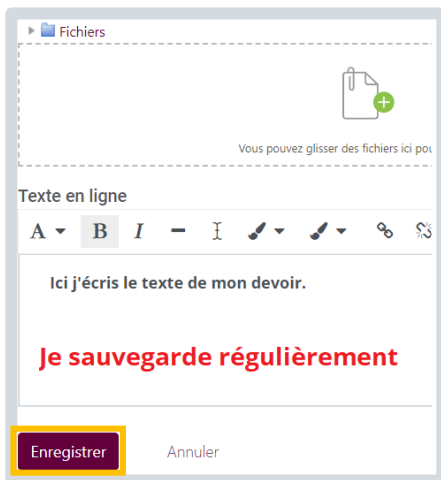 Fichiers
Vous pouvez glisser des fichiers ici pou
Texte en ligne
A B I
Ici j'écris le texte de mon devoir.
Je sauvegarde régulièrement
Enregistrer Annuler